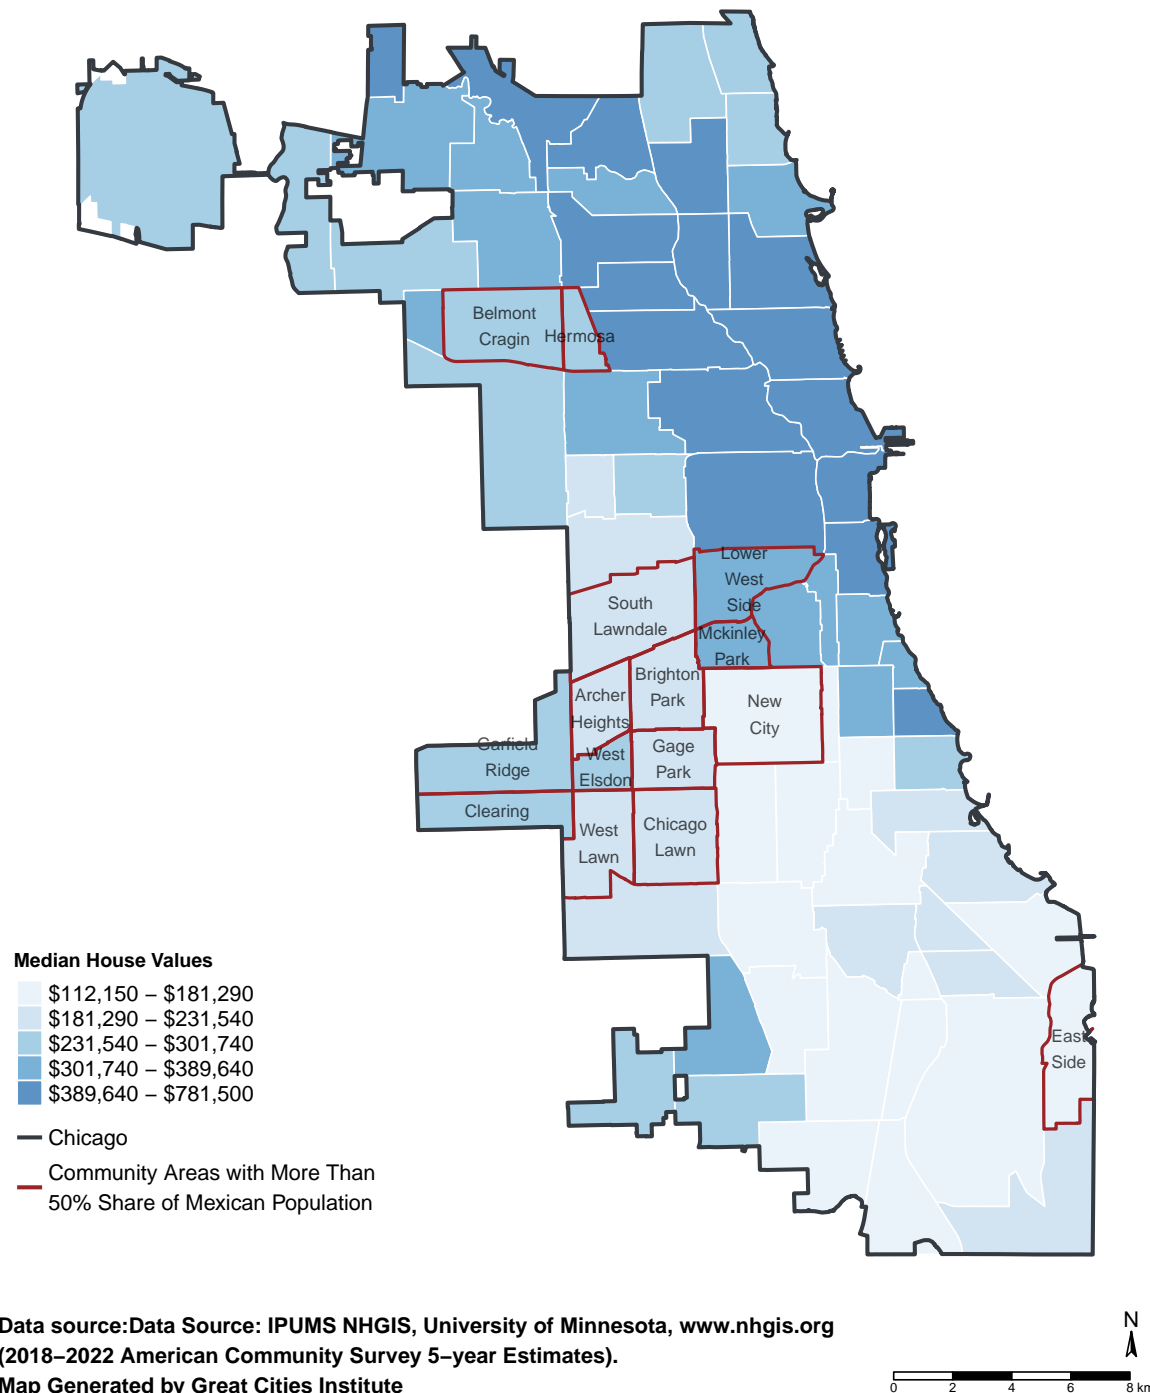 Belmont
Cragin
Hermosa
Lower
West
Side
South
Lawndale
Mckinley
Park
Brighton
Park
Archer
Heights
New
City
Garfield
Ridge
West
Elsdon
Gage
Park
Clearing
West
Lawn
Chicago
Lawn
East
Side
Median House Values
$112,150 – $181,290
$181,290 – $231,540
$231,540 – $301,740
$301,740 – $389,640
$389,640 – $781,500
Chicago
Community Areas with More Than
50% Share of Mexican Population
Data source:Data Source: IPUMS NHGIS, University of Minnesota, www.nhgis.org
(2018–2022 American Community Survey 5–year Estimates).
Map Generated by Great Cities Institute
N
0 2 4 6 8 km